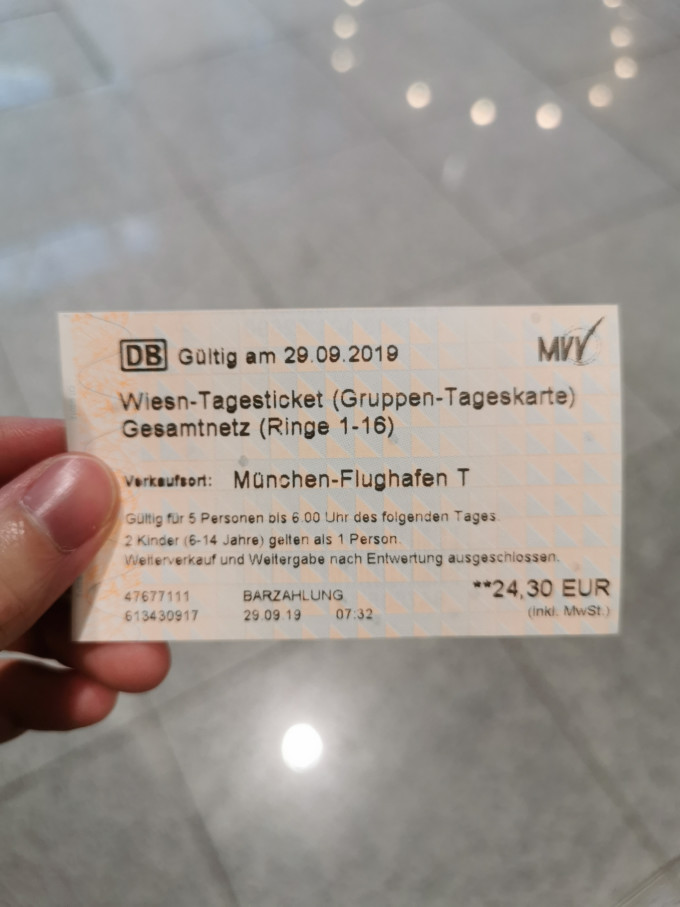 DB Gültig am 29.09.2019 MVV
Wiesn-Tagesticket (Gruppen-Tageskarte)
Gesamtnetz (Ringe 1-16)
Verkaufsort: München-Flughafen T
Gültig für 5 Personen bis 6.00 Uhr des folgenden Tages.
2 Kinder (6-14 Jahre) gelten als 1 Person.
Weiterverkauf und Weitergabe nach Entwertung ausgeschlossen.
47677111 BARZAHLUNG **24,30 EUR
613430917 29.09.19 07:32 (inkl. MwSt.)